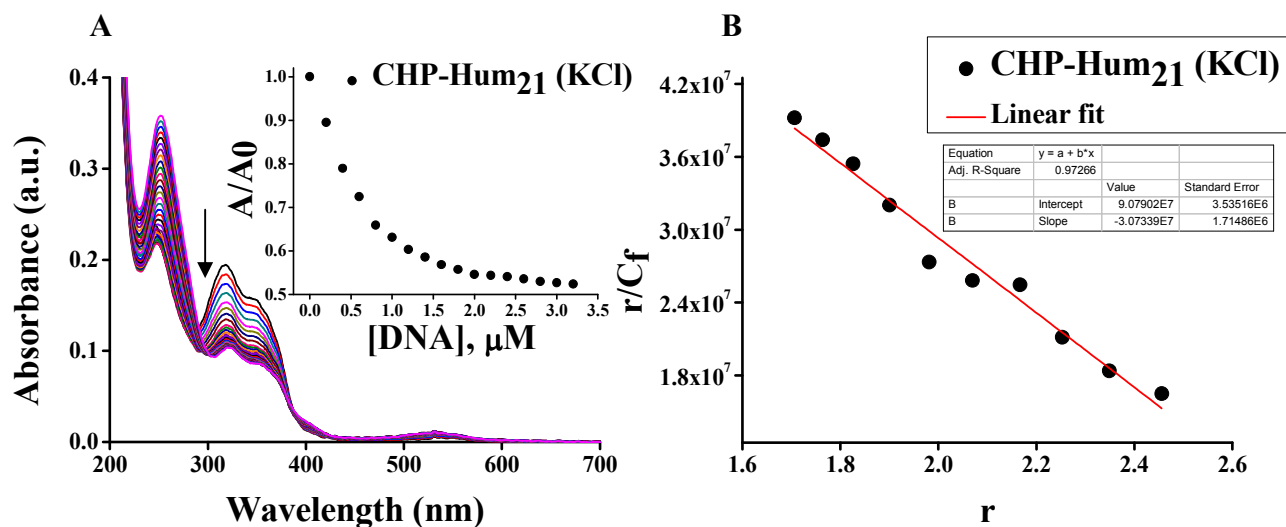 A
B
CHP-Hum21 (KCl)
A/A0
1.0
0.9
0.8
0.7
0.6
0.5
0.0 0.5 1.0 1.5 2.0 2.5 3.0 3.5
[DNA], μM
Absorbance (a.u.)
0.4
0.3
0.2
0.1
0.0
200 300 400 500 600 700
Wavelength (nm)
CHP-Hum21 (KCl)
Linear fit
Equation y = a + b*x
Adj. R-Square 0.97266
Value Standard Error
B Intercept 9.07902E7 3.53516E6
B Slope -3.07339E7 1.71486E6
r/Cf
4.2x10^7
3.6x10^7
3.0x10^7
2.4x10^7
1.8x10^7
1.6 1.8 2.0 2.2 2.4 2.6
r